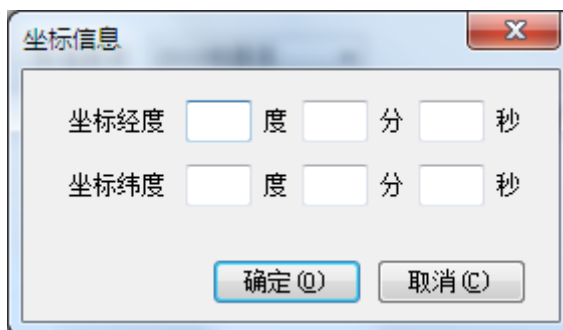 坐标信息
坐标经度 度 分 秒
坐标纬度 度 分 秒
确定(O) 取消(C)